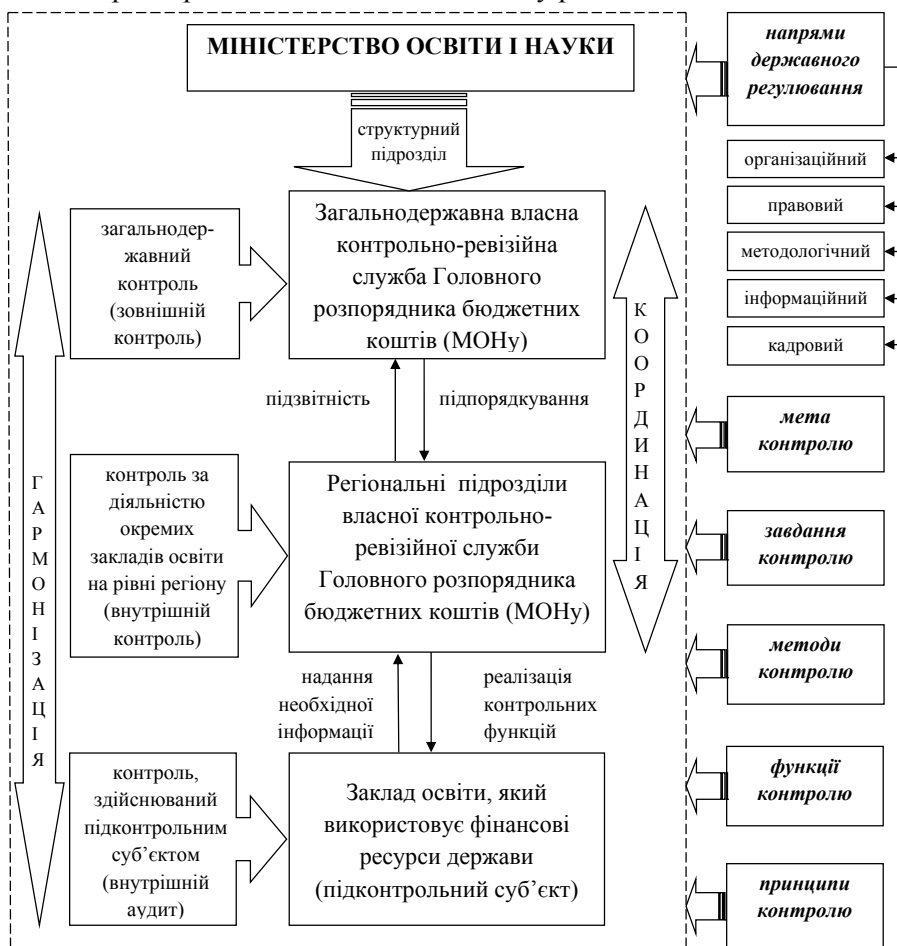 МІНІСТЕРСТВО ОСВІТИ І НАУКИ
структурний
підрозділ
загальнодер-
жавний
контроль
(зовнішній
контроль)
Загальнодержавна власна
контрольно-ревізійна
служба Головного
розпорядника бюджетних
коштів (МОНу)
підзвітність
підпорядкування
контроль за
діяльністю
окремих
закладів освіти
на рівні регіону
(внутрішній
контроль)
Регіональні підрозділи
власної контрольно-
ревізійної служби
Головного розпорядника
бюджетних коштів (МОНу)
надання
необхідної
інформації
реалізація
контрольних
функцій
контроль,
здійснюваний
підконтрольним
суб’єктом
(внутрішній
аудит)
Заклад освіти, який
використовує фінансові
ресурси держави
(підконтрольний суб’єкт)
ГАРМОНІЗАЦІЯ
КООРДИНАЦІЯ
напрями
державного
регулювання
організаційний
правовий
методологічний
інформаційний
кадровий
мета
контролю
завдання
контролю
методи
контролю
функції
контролю
принципи
контролю